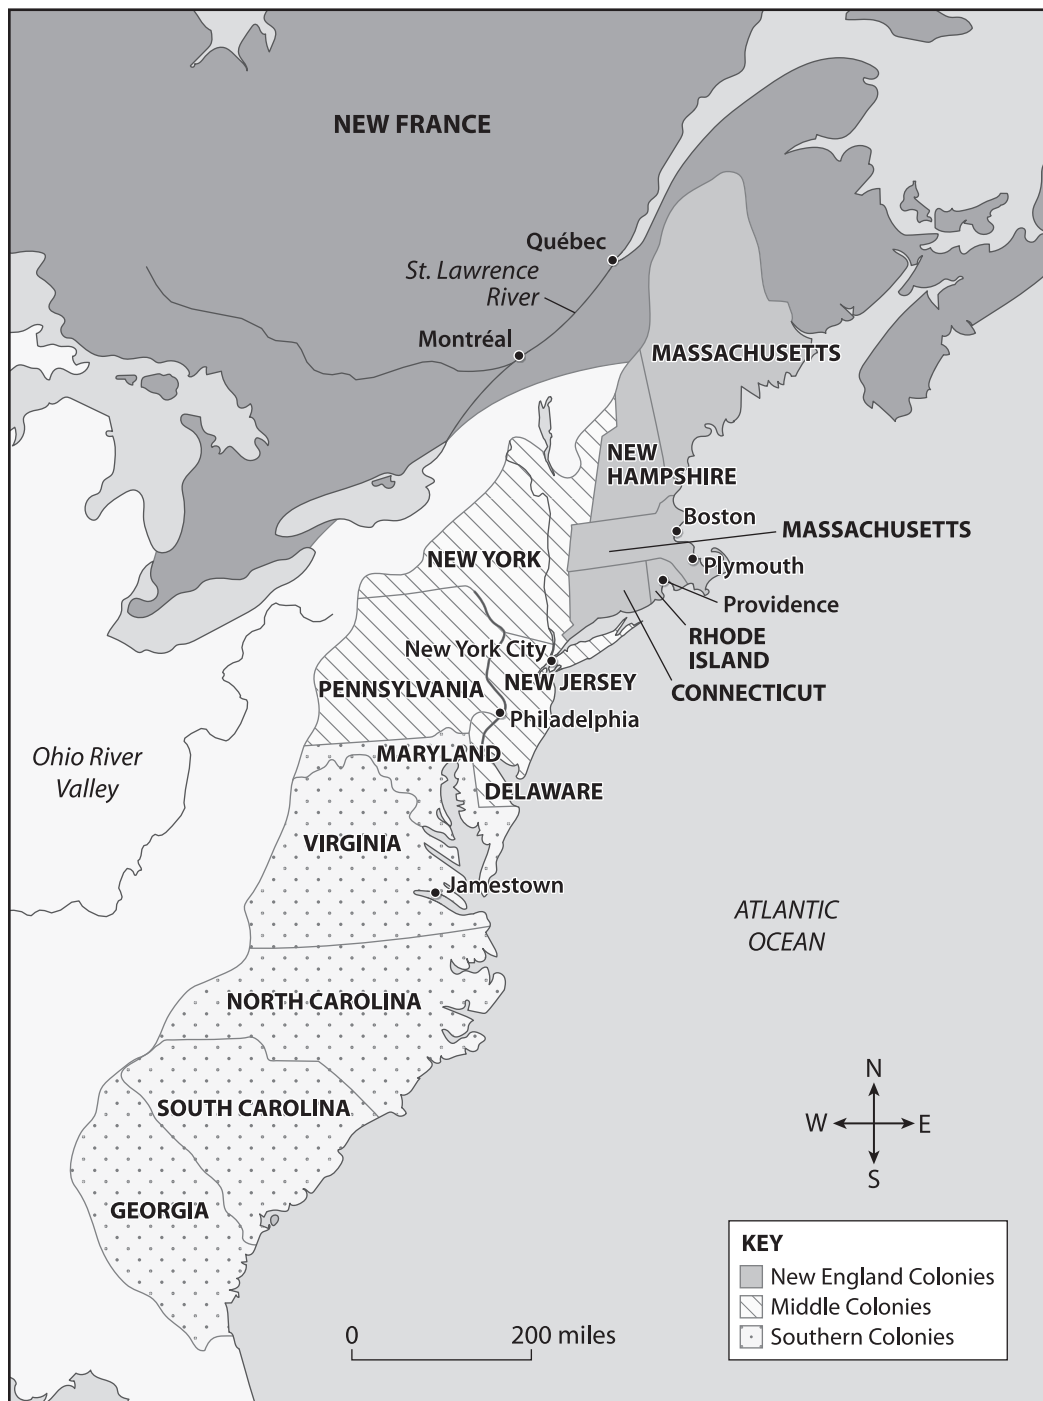 NEW FRANCE
Québec
St. Lawrence
River
Montréal
MASSACHUSETTS
NEW
HAMPSHIRE
Boston
MASSACHUSETTS
NEW YORK
Plymouth
Providence
RHODE
ISLAND
New York City
NEW JERSEY
PENNSYLVANIA
CONNECTICUT
Philadelphia
MARYLAND
Ohio River
Valley
DELAWARE
VIRGINIA
Jamestown
ATLANTIC
OCEAN
NORTH CAROLINA
SOUTH CAROLINA
GEORGIA
N
W
E
S
KEY
New England Colonies
Middle Colonies
Southern Colonies
0
200 miles